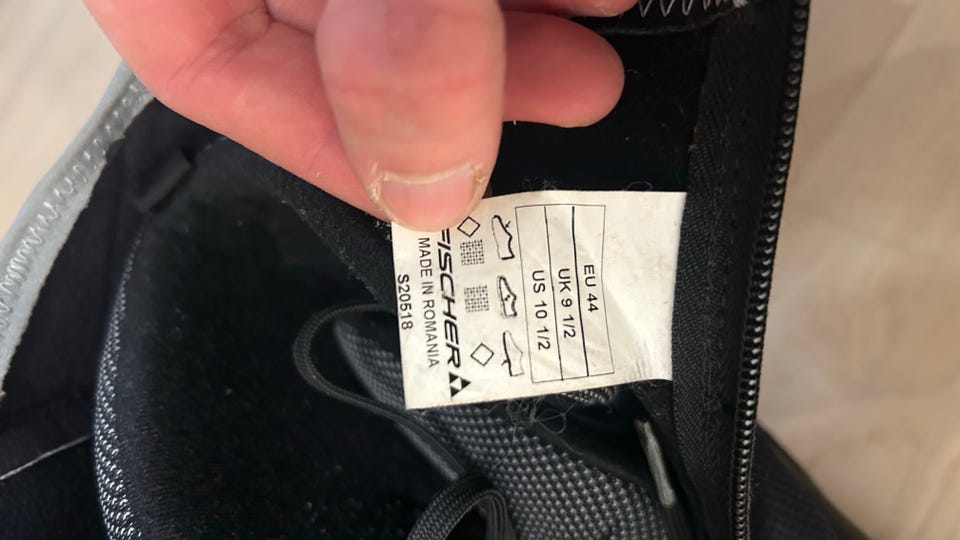 EU 44
UK 9 1/2
US 10 1/2
FISCHER
MADE IN ROMANIA
S20518